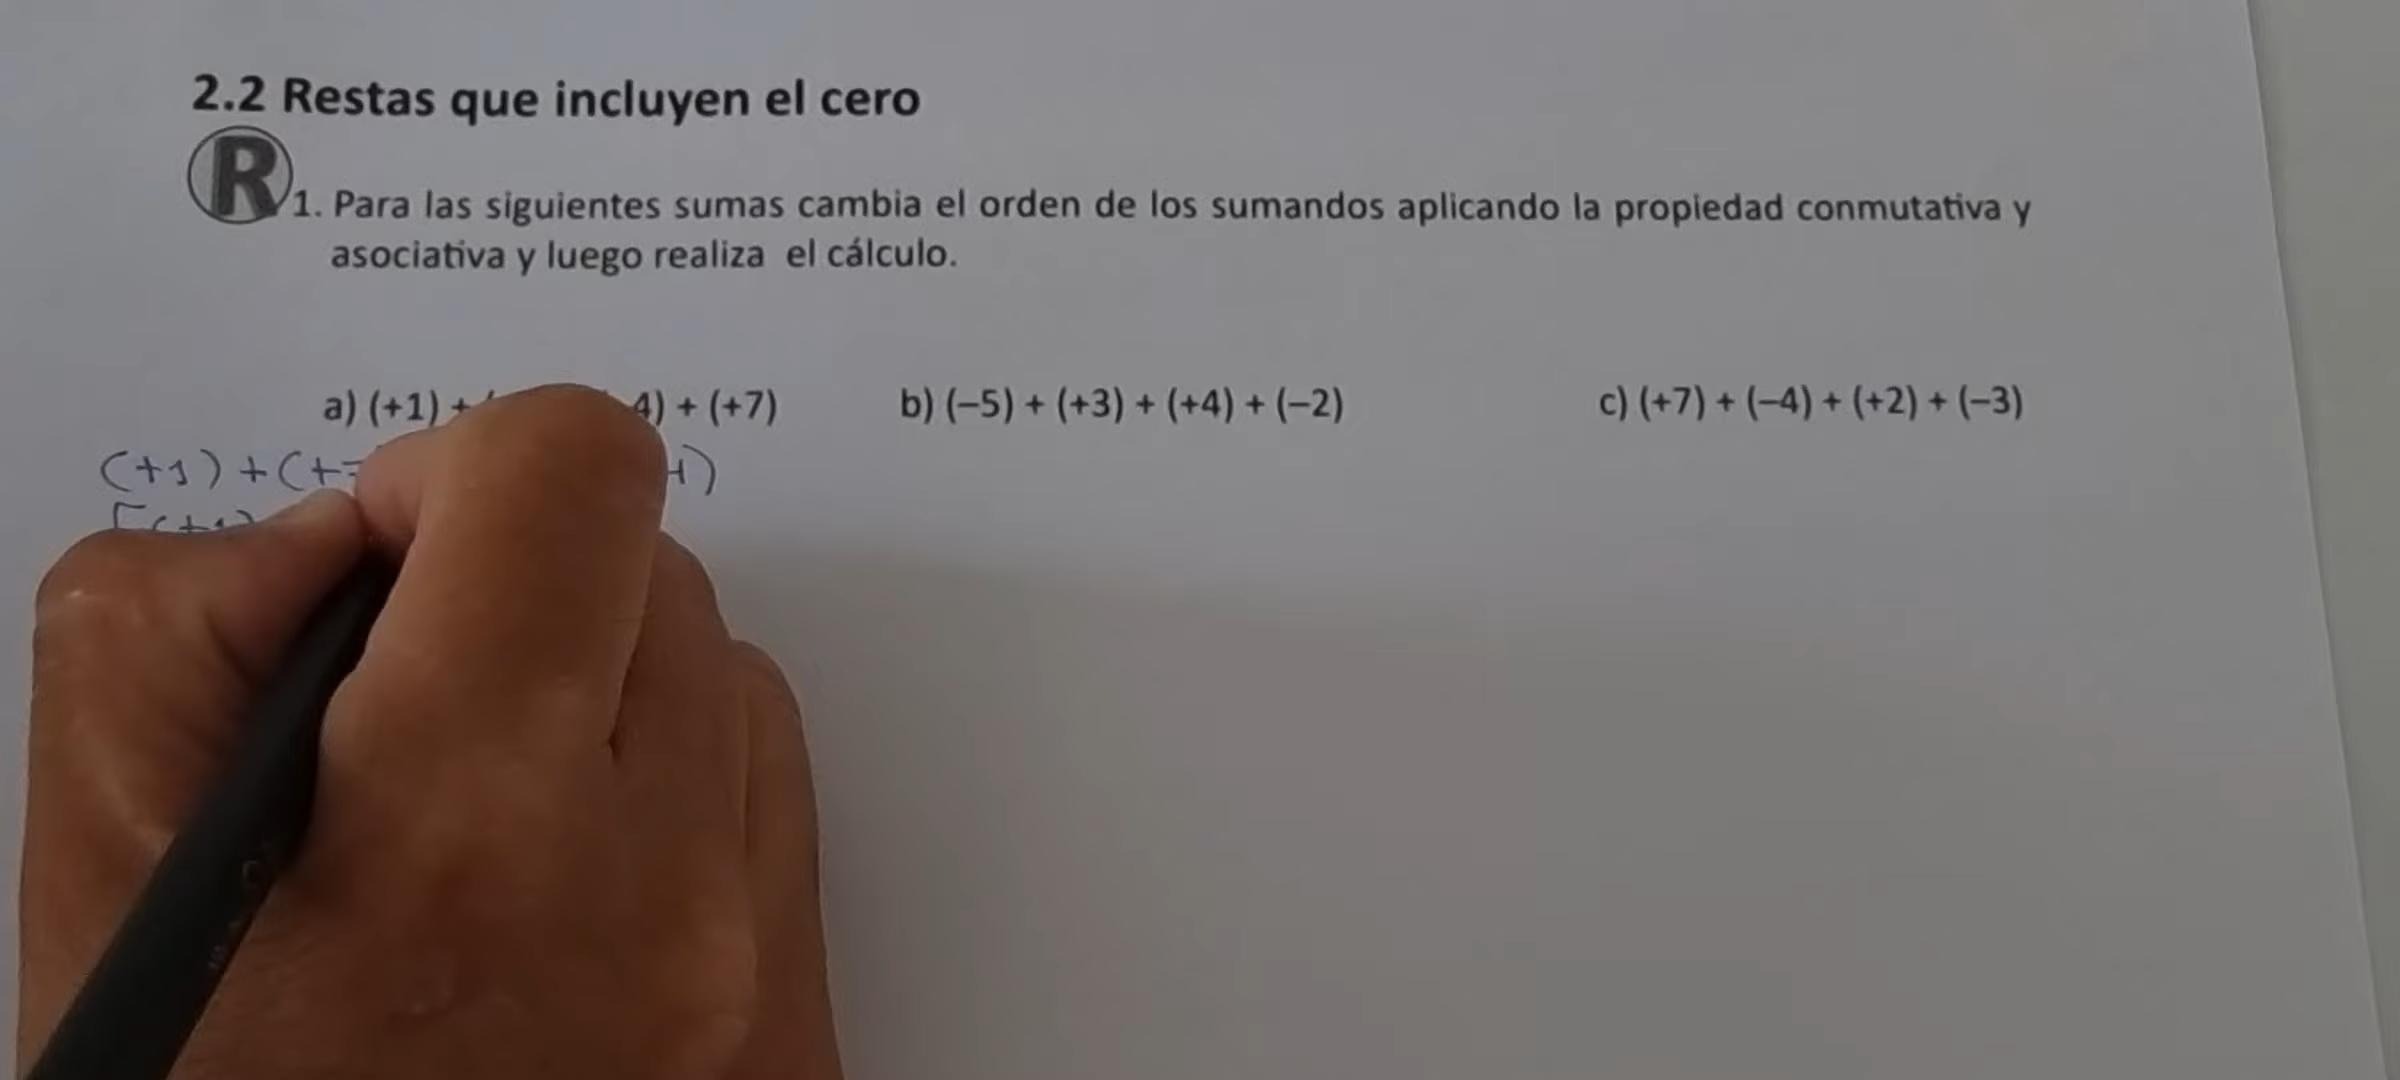 2.2 Restas que incluyen el cero
R
1. Para las siguientes sumas cambia el orden de los sumandos aplicando la propiedad conmutativa y
asociativa y luego realiza el cálculo.
a) (+1) + 4) + (+7) b) (−5) + (+3) + (+4) + (−2) c) (+7) + (−4) + (+2) + (−3)
(+1) + (+
[(+1)